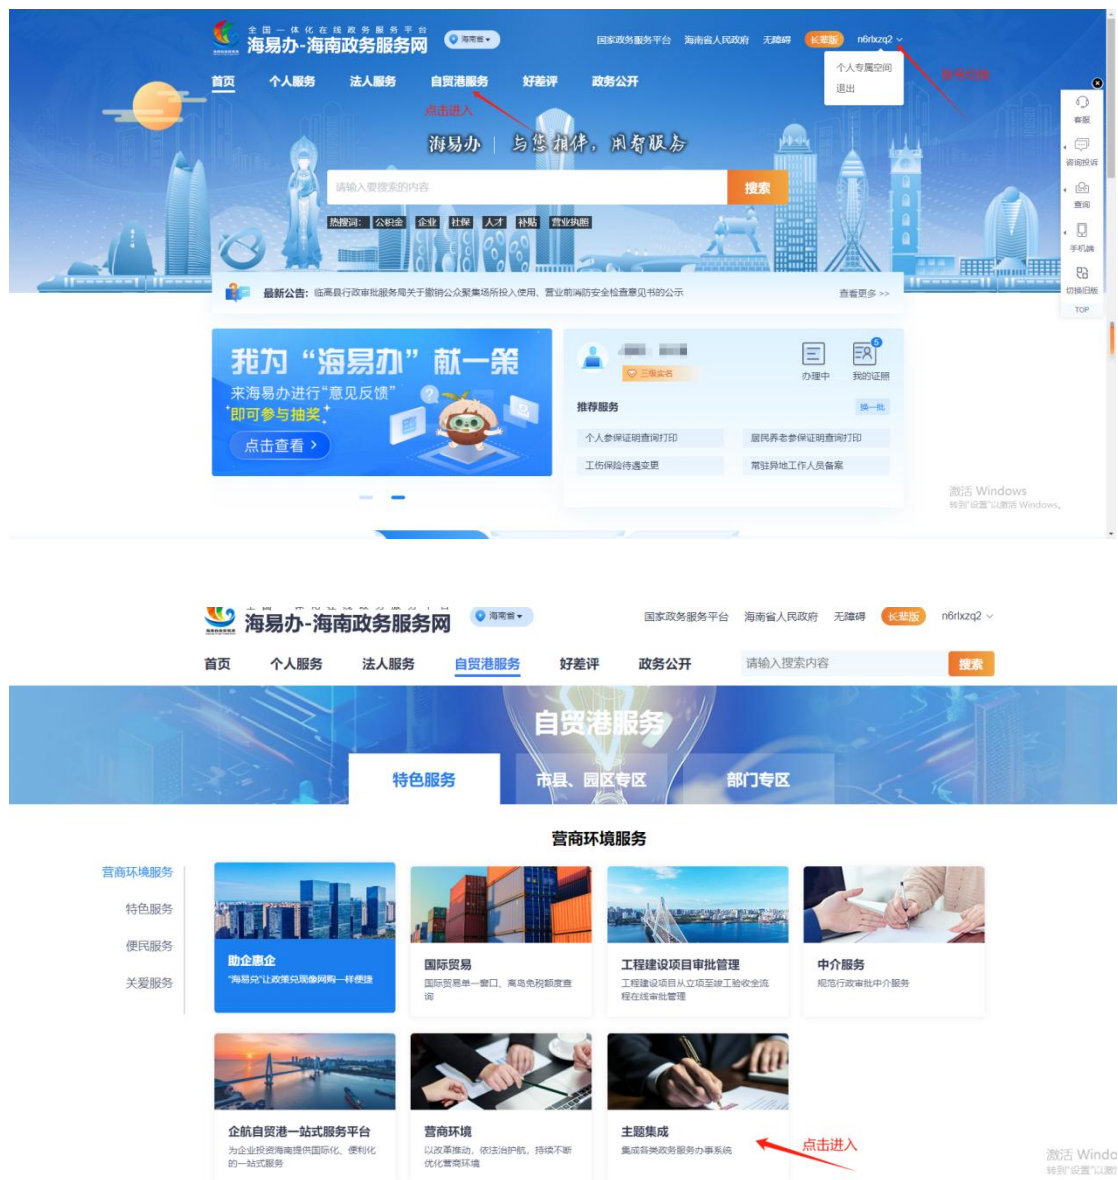 全国一体化在线政务服务平台
海易办-海南政务服务网
海南省
国家政务服务平台 海南省人民政府 无障碍 长辈版 n6rlxzq2
个人专属空间
退出
首页 个人服务 法人服务 自贸港服务 好差评 政务公开
点击进入
海易办 | 与您相伴，用智服务
请输入要搜索的内容 搜索
热搜词： 公积金 企业 社保 人才 补贴 营业执照
客服
咨询投诉
查询
手机端
切换旧版
TOP
最新公告：临高县行政审批服务局关于撤销公众聚集场所投入使用、营业前消防安全检查意见书的公示 查看更多 >>
我为“海易办”献一策
来海易办进行“意见反馈”
即可参与抽奖
点击查看 >
三级实名
办理中
5
我的证照
推荐服务 换一批
个人参保证明查询打印 居民养老参保证明查询打印
工伤保险待遇变更 常驻异地工作人员备案
激活 Windows
转到“设置”以激活 Windows。
海易办-海南政务服务网
海南省
国家政务服务平台 海南省人民政府 无障碍 长辈版 n6rlxzq2
首页 个人服务 法人服务 自贸港服务 好差评 政务公开 请输入搜索内容 搜索
自贸港服务
特色服务 市县、园区专区 部门专区
营商环境服务
营商环境服务
特色服务
便民服务
关爱服务
助企惠企
“海易兑”让政策兑现像网购一样便捷
国际贸易
国际贸易单一窗口、离岛免税额度查
询
工程建设项目审批管理
工程建设项目从立项至竣工验收全流
程在线审批管理
中介服务
规范行政审批中介服务
企航自贸港一站式服务平台
为企业投资海南提供国际化、便利化
的一站式服务
营商环境
以改革推动，依法治护航，持续不断
优化营商环境
主题集成
集成各类政务服务办事系统
点击进入
激活 Windo
转到“设置”以激